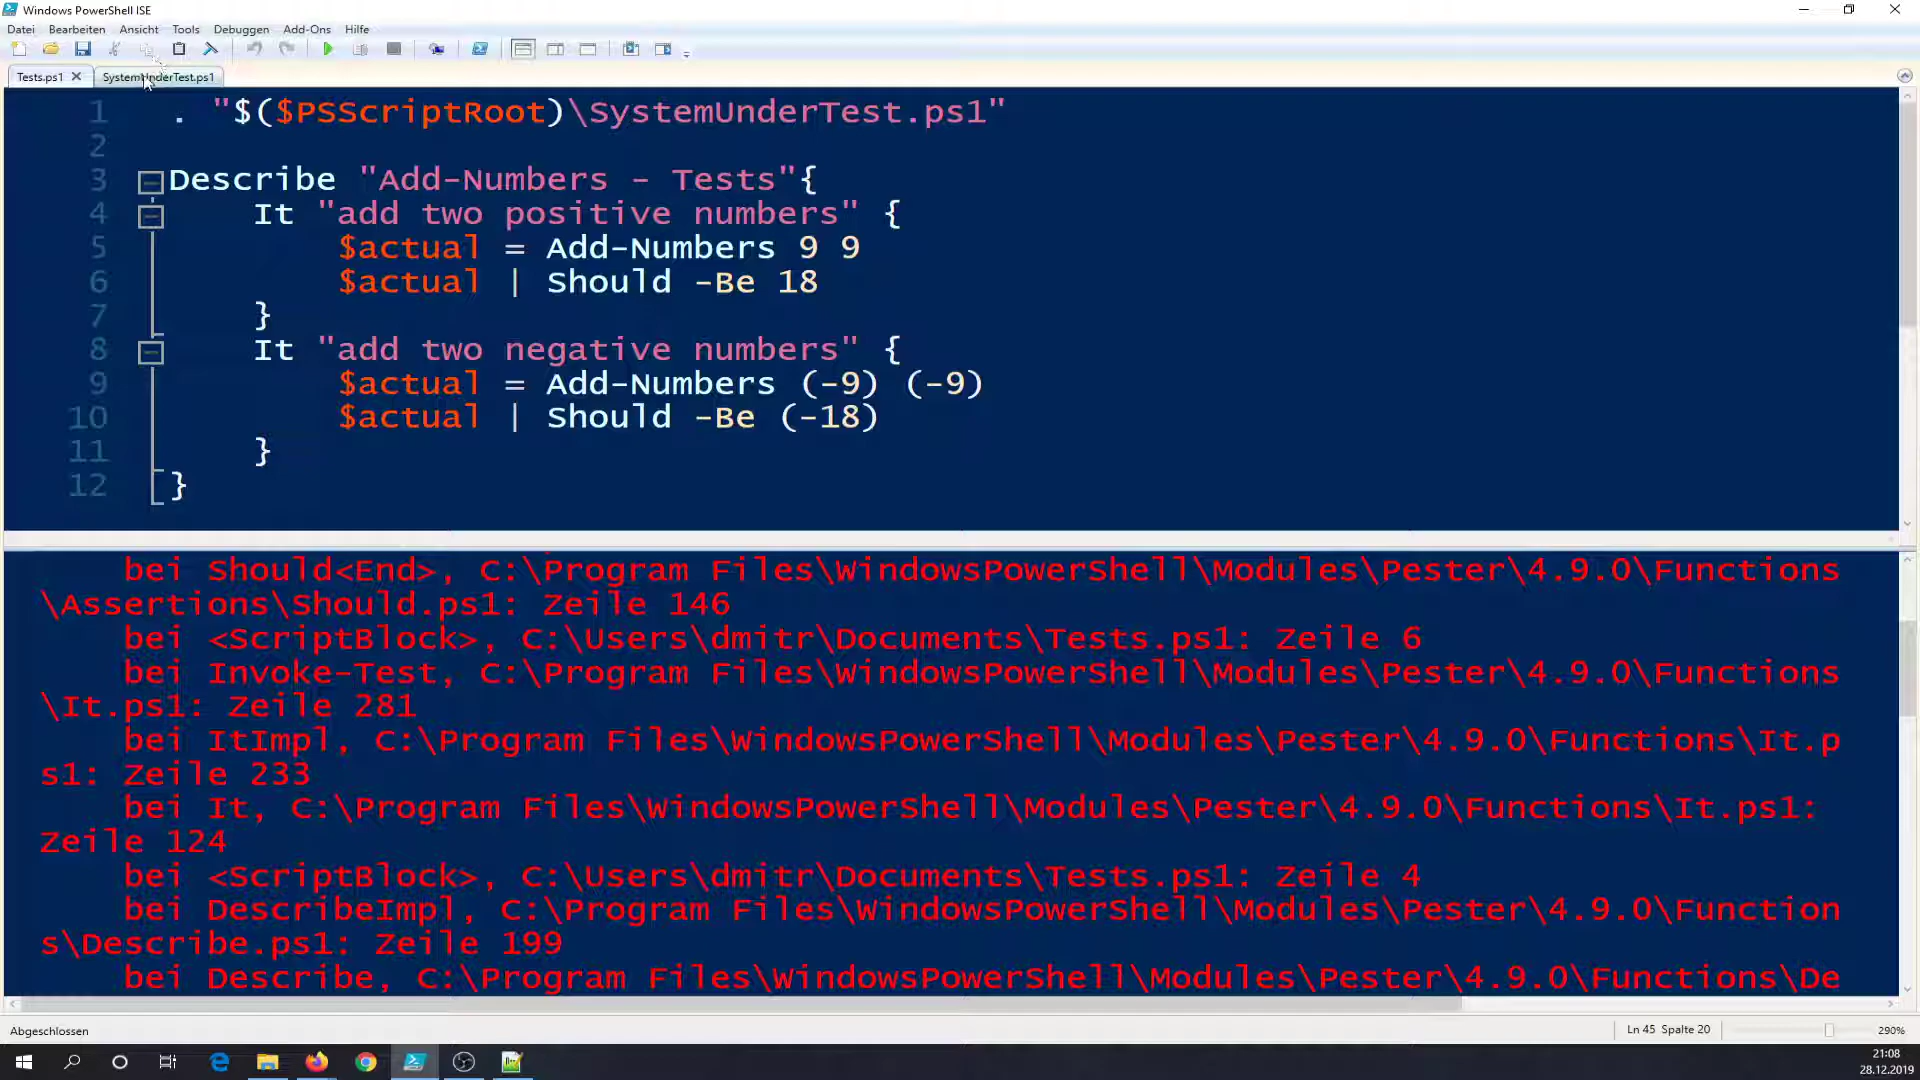 Windows PowerShell ISE
Datei Bearbeiten Ansicht Tools Debuggen Add-Ons Hilfe
Tests.ps1 SystemUnderTest.ps1
1 . "$($PSScriptRoot)\SystemUnderTest.ps1"
2
3 Describe "Add-Numbers - Tests"{
4 It "add two positive numbers" {
5 $actual = Add-Numbers 9 9
6 $actual | Should -Be 18
7 }
8 It "add two negative numbers" {
9 $actual = Add-Numbers (-9) (-9)
10 $actual | Should -Be (-18)
11 }
12 }
bei Should<End>, C:\Program Files\WindowsPowerShell\Modules\Pester\4.9.0\Functions
\Assertions\Should.ps1: Zeile 146
bei <ScriptBlock>, C:\Users\dmitr\Documents\Tests.ps1: Zeile 6
bei Invoke-Test, C:\Program Files\WindowsPowerShell\Modules\Pester\4.9.0\Functions
\It.ps1: Zeile 281
bei ItImpl, C:\Program Files\WindowsPowerShell\Modules\Pester\4.9.0\Functions\It.p
s1: Zeile 233
bei It, C:\Program Files\WindowsPowerShell\Modules\Pester\4.9.0\Functions\It.ps1:
Zeile 124
bei <ScriptBlock>, C:\Users\dmitr\Documents\Tests.ps1: Zeile 4
bei DescribeImpl, C:\Program Files\WindowsPowerShell\Modules\Pester\4.9.0\Function
s\Describe.ps1: Zeile 199
bei Describe, C:\Program Files\WindowsPowerShell\Modules\Pester\4.9.0\Functions\De
Abgeschlossen Ln 45 Spalte 20 290%
21:08
28.12.2019